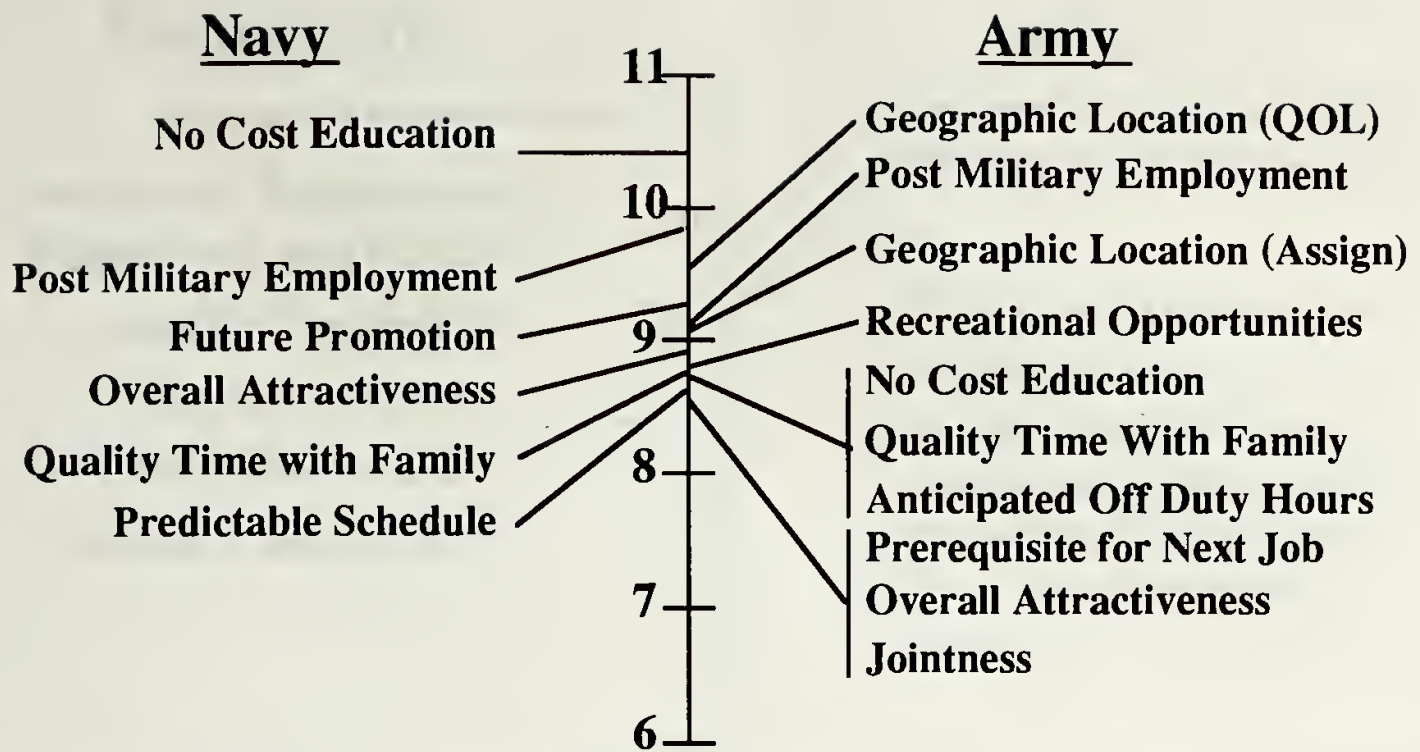 Navy
No Cost Education
Post Military Employment
Future Promotion
Overall Attractiveness
Quality Time with Family
Predictable Schedule
11
10
9
8
7
6
Army
Geographic Location (QOL)
Post Military Employment
Geographic Location (Assign)
Recreational Opportunities
No Cost Education
Quality Time With Family
Anticipated Off Duty Hours
Prerequisite for Next Job
Overall Attractiveness
Jointness